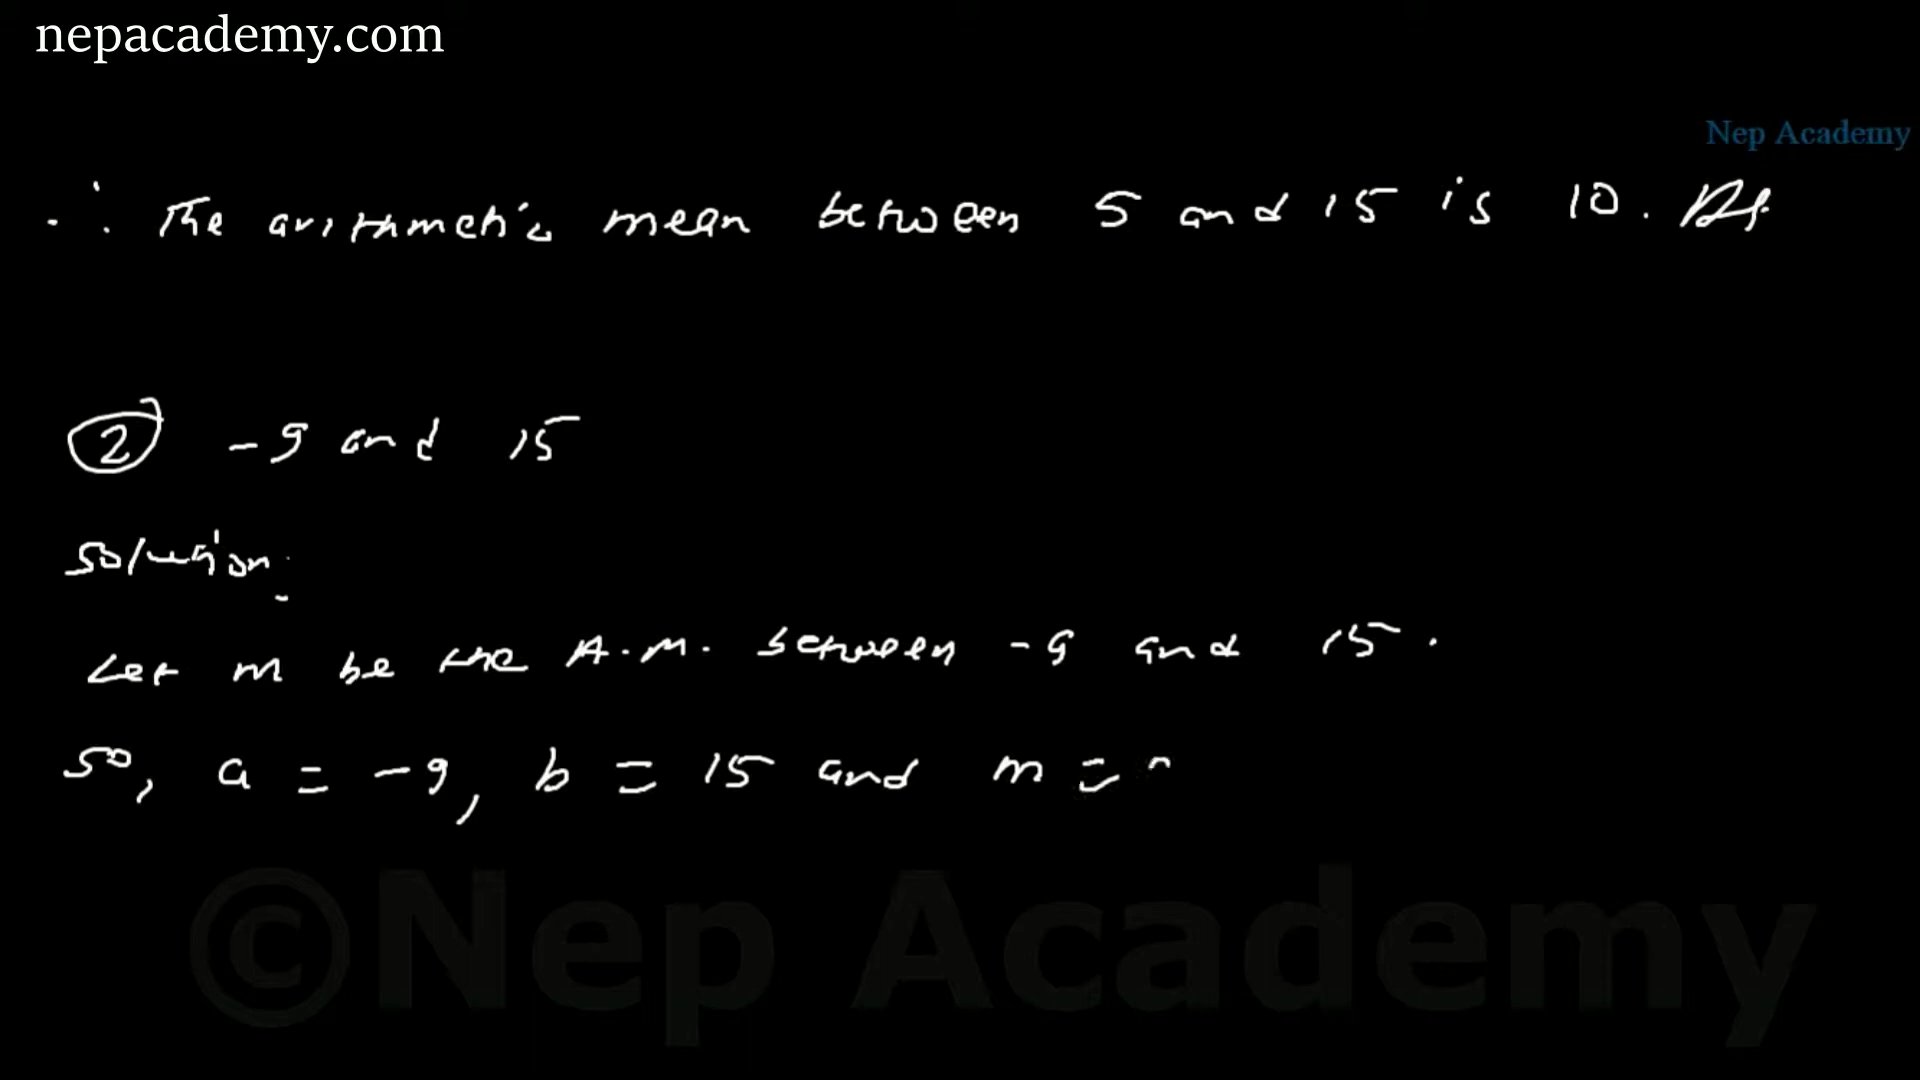 nepacademy.com
Nep Academy
∴ The arithmetic mean between 5 and 15 is 10.
② -9 and 15
Solution:
Let m be the A.M. between -9 and 15.
So, a = -9, b = 15 and m =
©Nep Academy